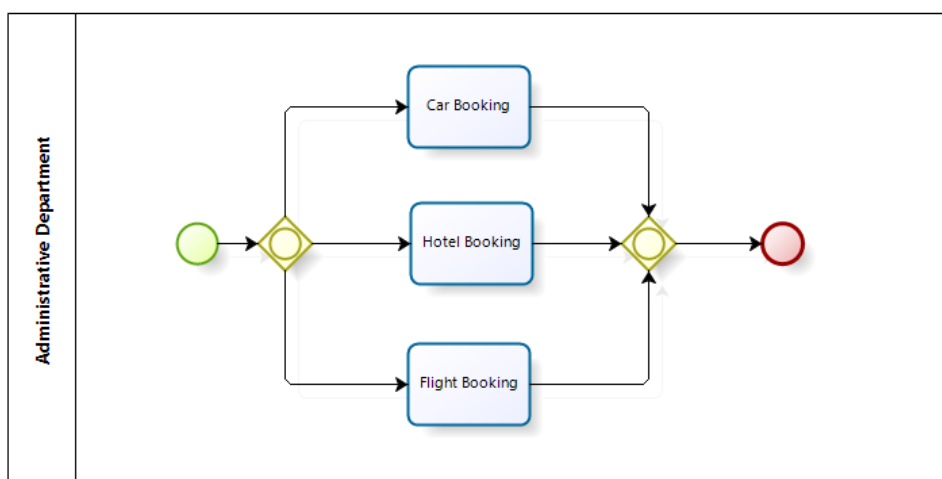 Administrative Department
Car Booking
Hotel Booking
Flight Booking